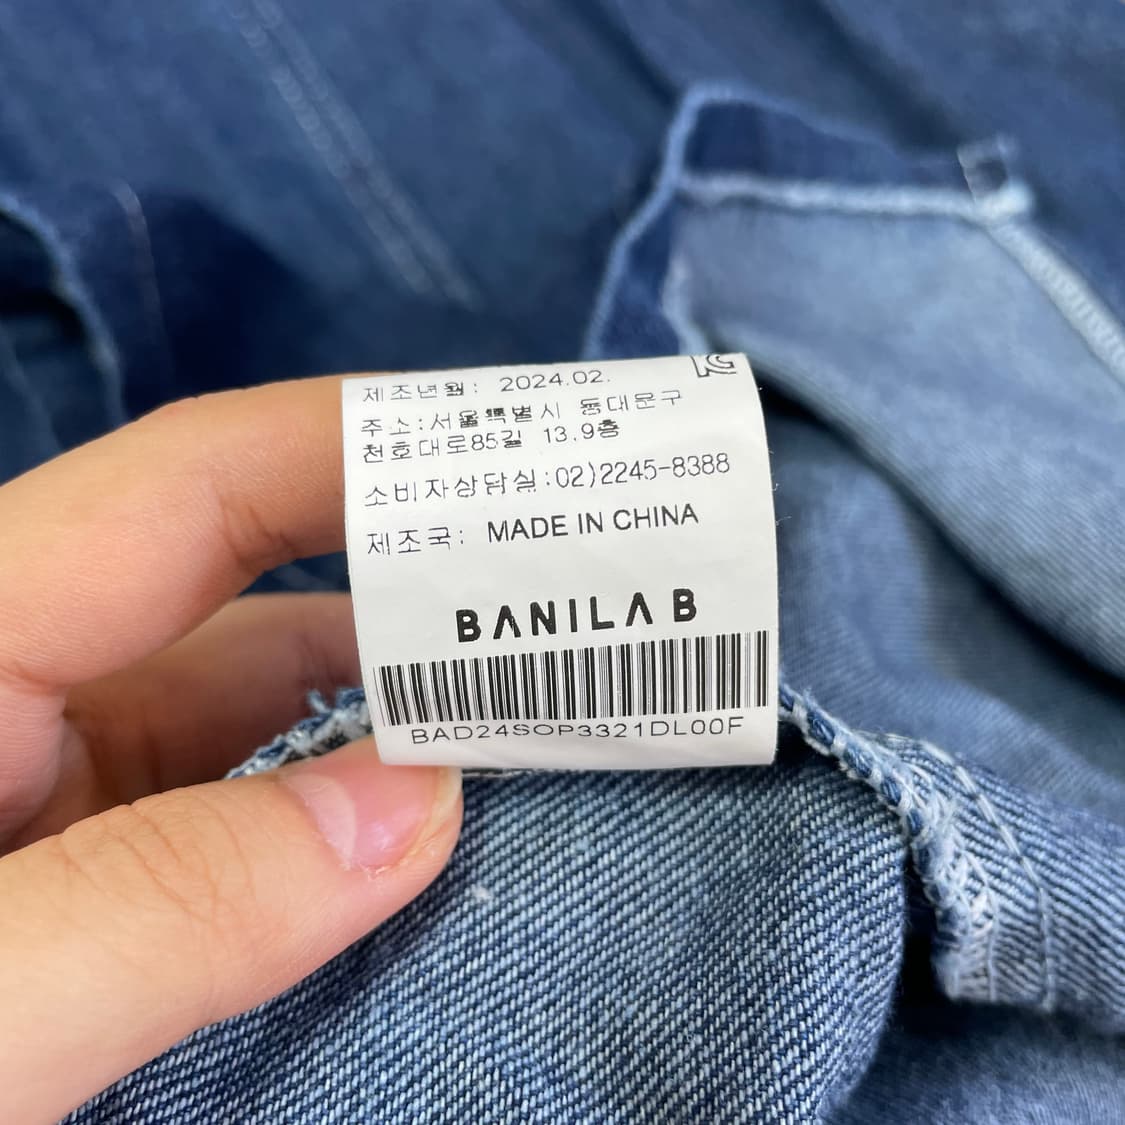 제조년월: 2024.02.
주소:서울특별시 동대문구
천호대로85길 13.9층
소비자상담실:02)2245-8388
제조국: MADE IN CHINA
BANILA B
BAD24SOP3321DL00F